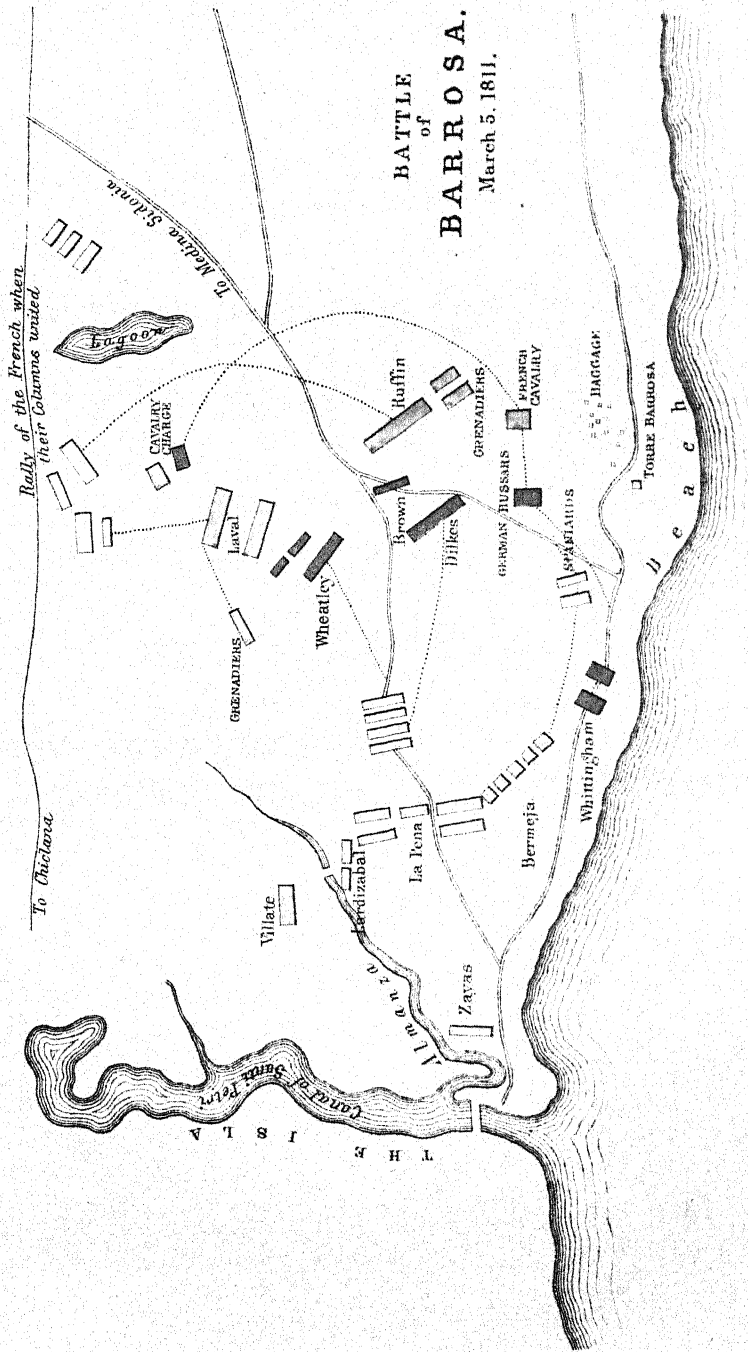 BATTLE
of
BARROSA.
March 5, 1811.
Rally of the French when
their Columns united
To Chiclana
To Medina Sidonia
Lagoon
CAVALRY
CHARGE
Laval
GRENADIERS
Wheatley
Ruffin
GRENADIERS
Brown
Dilkes
FRENCH
CAVALRY
GERMAN HUSSARS
SPANIARDS
BAGGAGE
TORRE BARROSA
Beach
Whittingham
Bermeja
La Pena
Lardizabal
Villate
Zayas
Almanza
Canal of
Santi Petri
THE ISLA